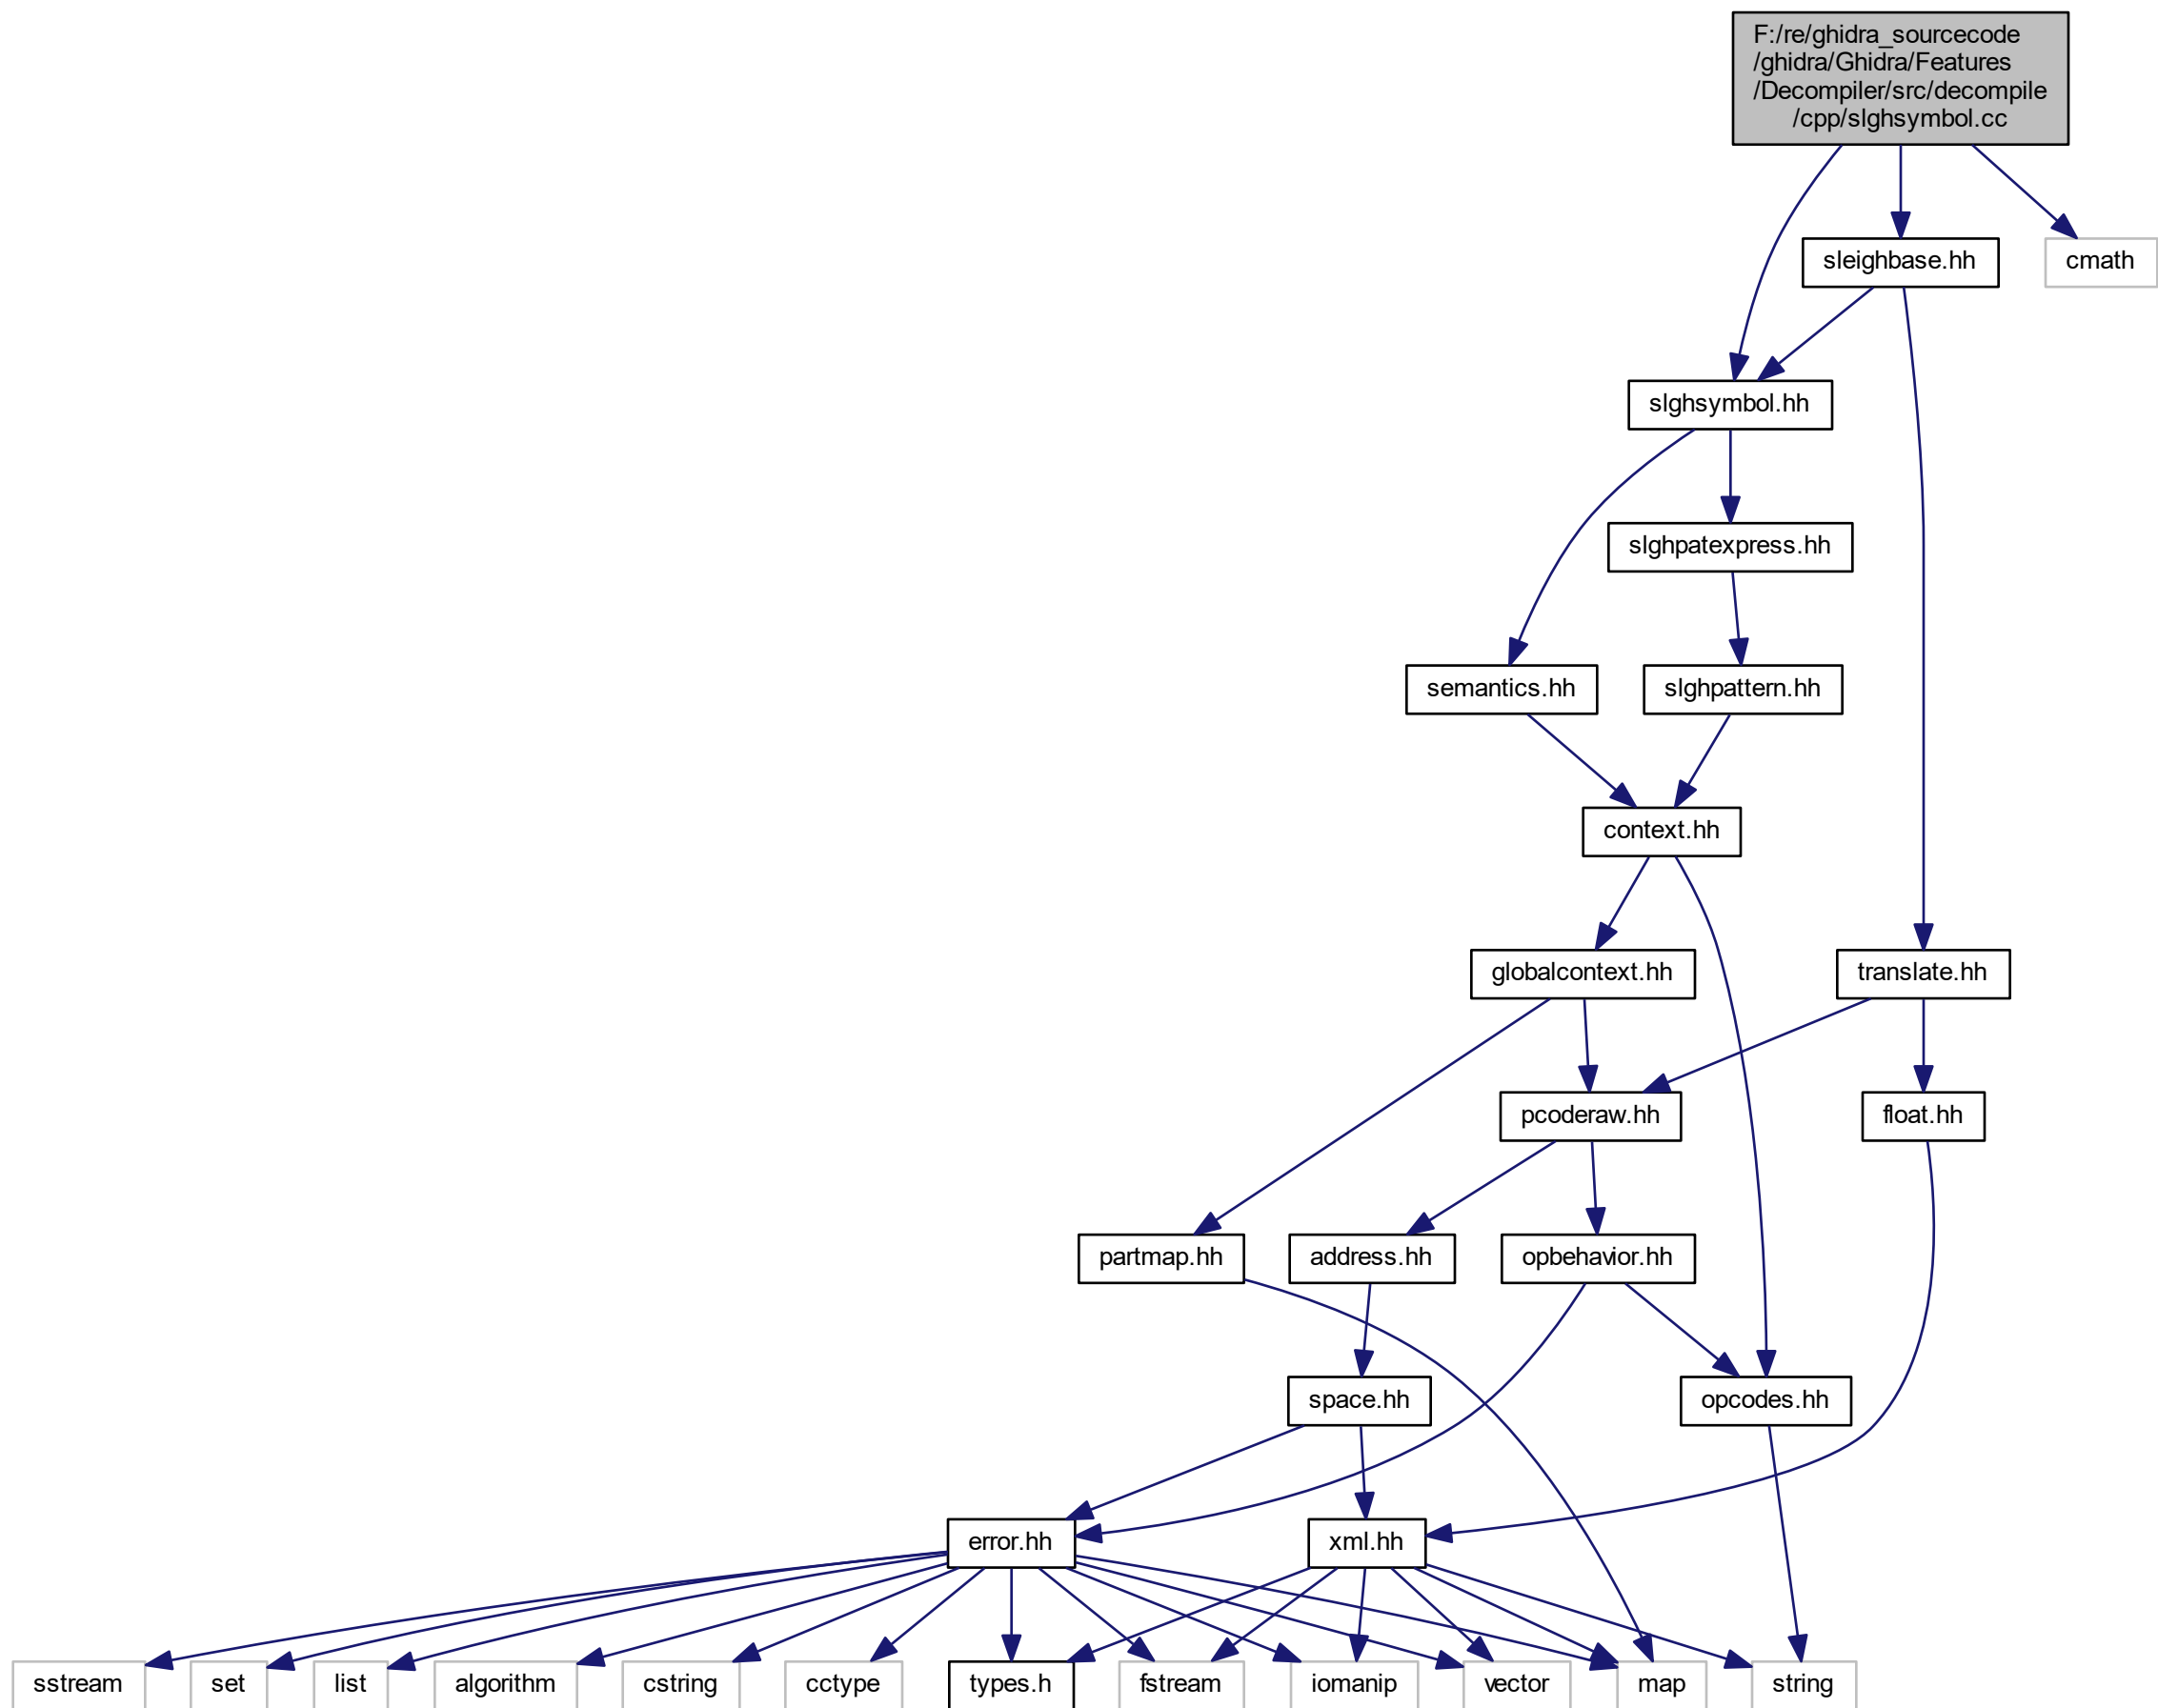 F:/re/ghidra_sourcecode
/ghidra/Ghidra/Features
/Decompiler/src/decompile
/cpp/slghsymbol.cc
sleighbase.hh
cmath
slghsymbol.hh
slghpatexpress.hh
semantics.hh
slghpattern.hh
context.hh
globalcontext.hh
translate.hh
pcoderaw.hh
float.hh
partmap.hh
address.hh
opbehavior.hh
space.hh
opcodes.hh
error.hh
xml.hh
sstream
set
list
algorithm
cstring
cctype
types.h
fstream
iomanip
vector
map
string